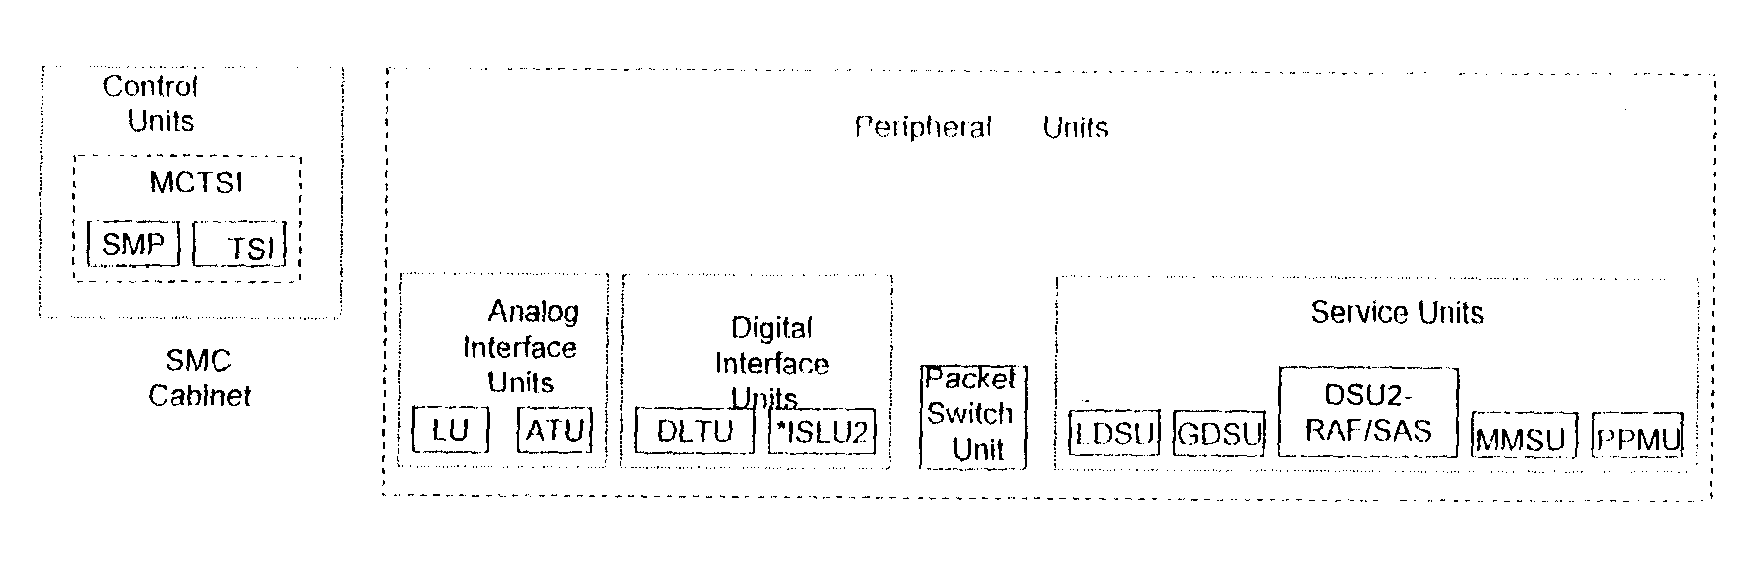 Control
Units
MCTSI
SMP
TSI
SMC
Cabinet
Peripheral Units
Analog
Interface
Units
LU
ATU
Digital
Interface
Units
DLTU
*ISLU2
Packet
Switch
Unit
Service Units
LDSU
GDSU
DSU2-
RAF/SAS
MMSU
PPMU